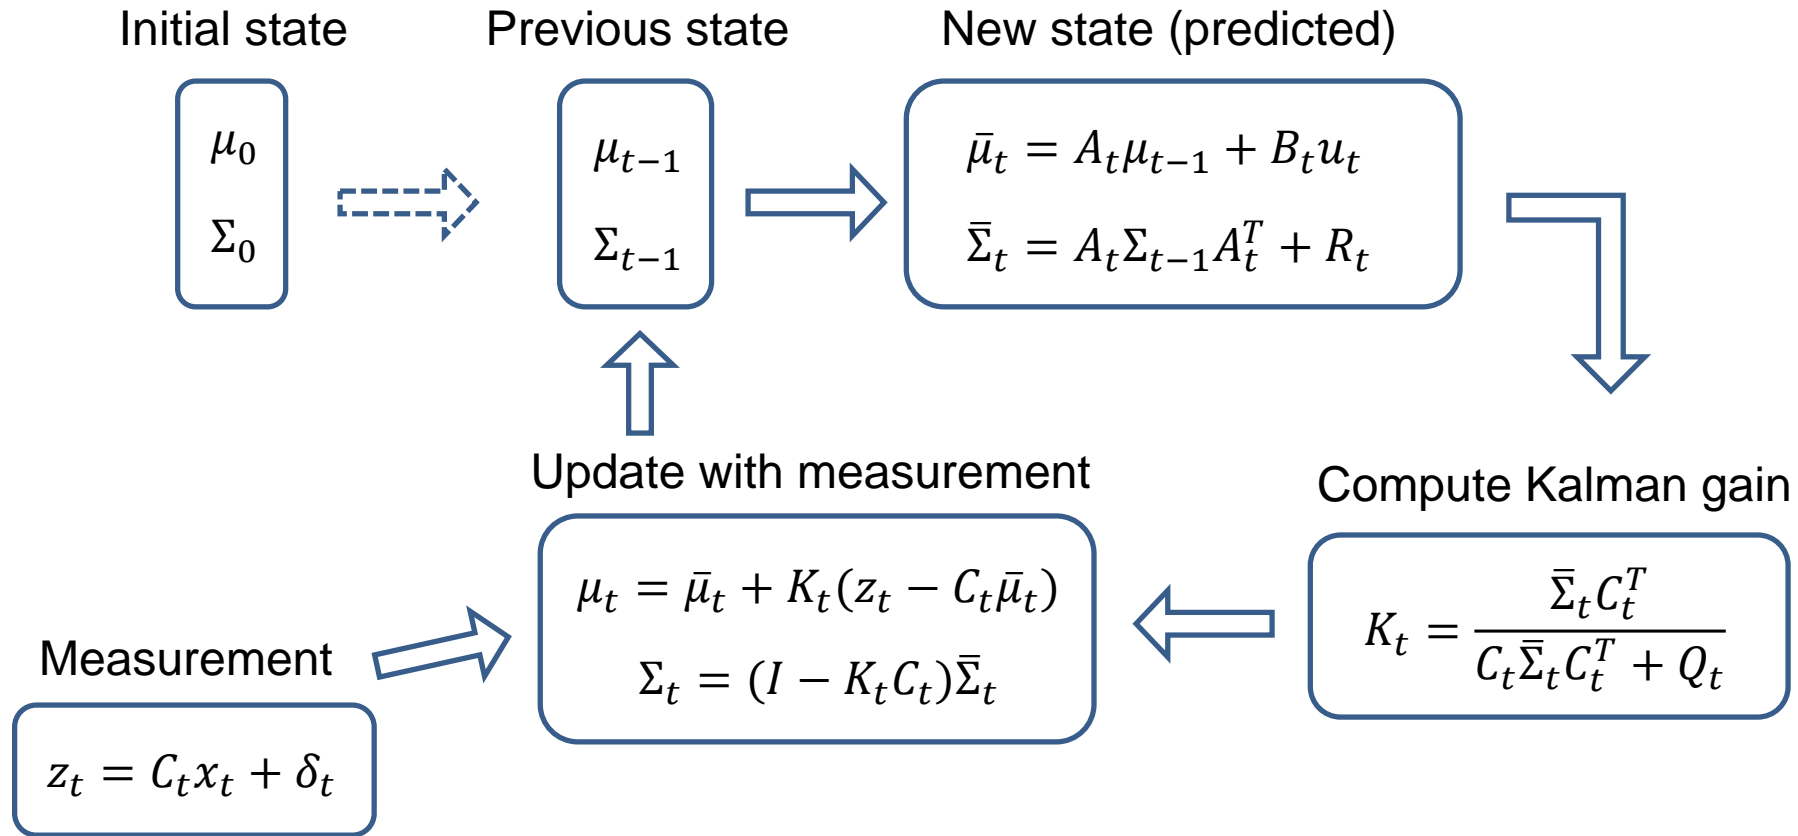 Initial state
μ₀
Σ₀
Previous state
μₜ₋₁
Σₜ₋₁
New state (predicted)
μ̄ₜ = Aₜμₜ₋₁ + Bₜuₜ
Σ̄ₜ = AₜΣₜ₋₁Aₜᵀ + Rₜ
Compute Kalman gain
Kₜ = Σ̄ₜCₜᵀ / (CₜΣ̄ₜCₜᵀ + Qₜ)
Update with measurement
μₜ = μ̄ₜ + Kₜ(zₜ − Cₜμ̄ₜ)
Σₜ = (I − KₜCₜ)Σ̄ₜ
Measurement
zₜ = Cₜxₜ + δₜ